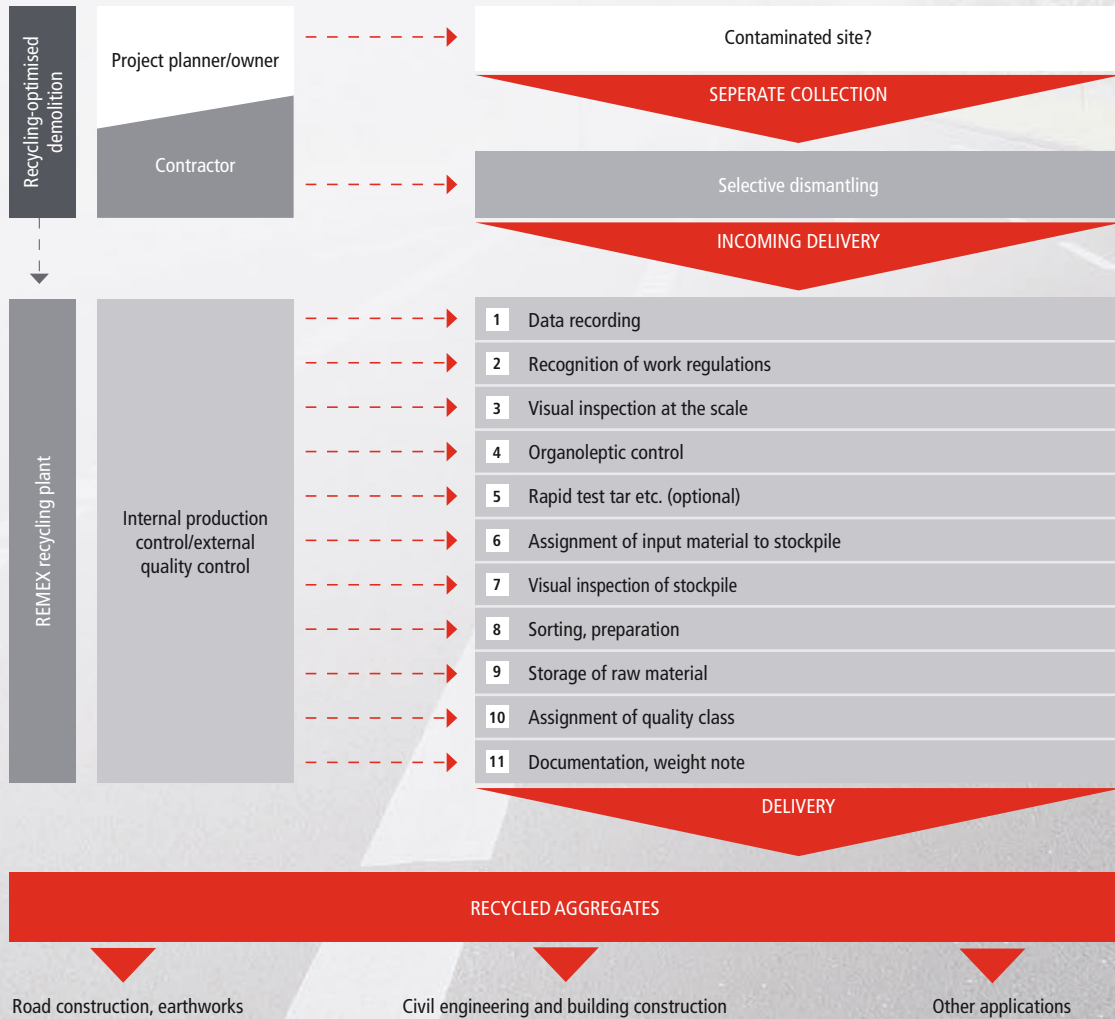 Recycling-optimised
demolition
Project planner/owner
Contaminated site?
SEPERATE COLLECTION
Contractor
Selective dismantling
INCOMING DELIVERY
REMEX recycling plant
Internal production
control/external
quality control
1 Data recording
2 Recognition of work regulations
3 Visual inspection at the scale
4 Organoleptic control
5 Rapid test tar etc. (optional)
6 Assignment of input material to stockpile
7 Visual inspection of stockpile
8 Sorting, preparation
9 Storage of raw material
10 Assignment of quality class
11 Documentation, weight note
DELIVERY
RECYCLED AGGREGATES
Road construction, earthworks
Civil engineering and building construction
Other applications